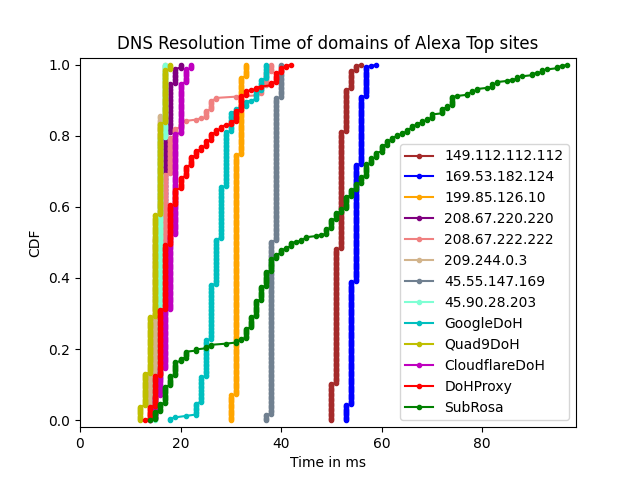 DNS Resolution Time of domains of Alexa Top sites
1.0
0.8
0.6
0.4
0.2
0.0
CDF
149.112.112.112
169.53.182.124
199.85.126.10
208.67.220.220
208.67.222.222
209.244.0.3
45.55.147.169
45.90.28.203
GoogleDoH
Quad9DoH
CloudflareDoH
DoHProxy
SubRosa
0 20 40 60 80
Time in ms